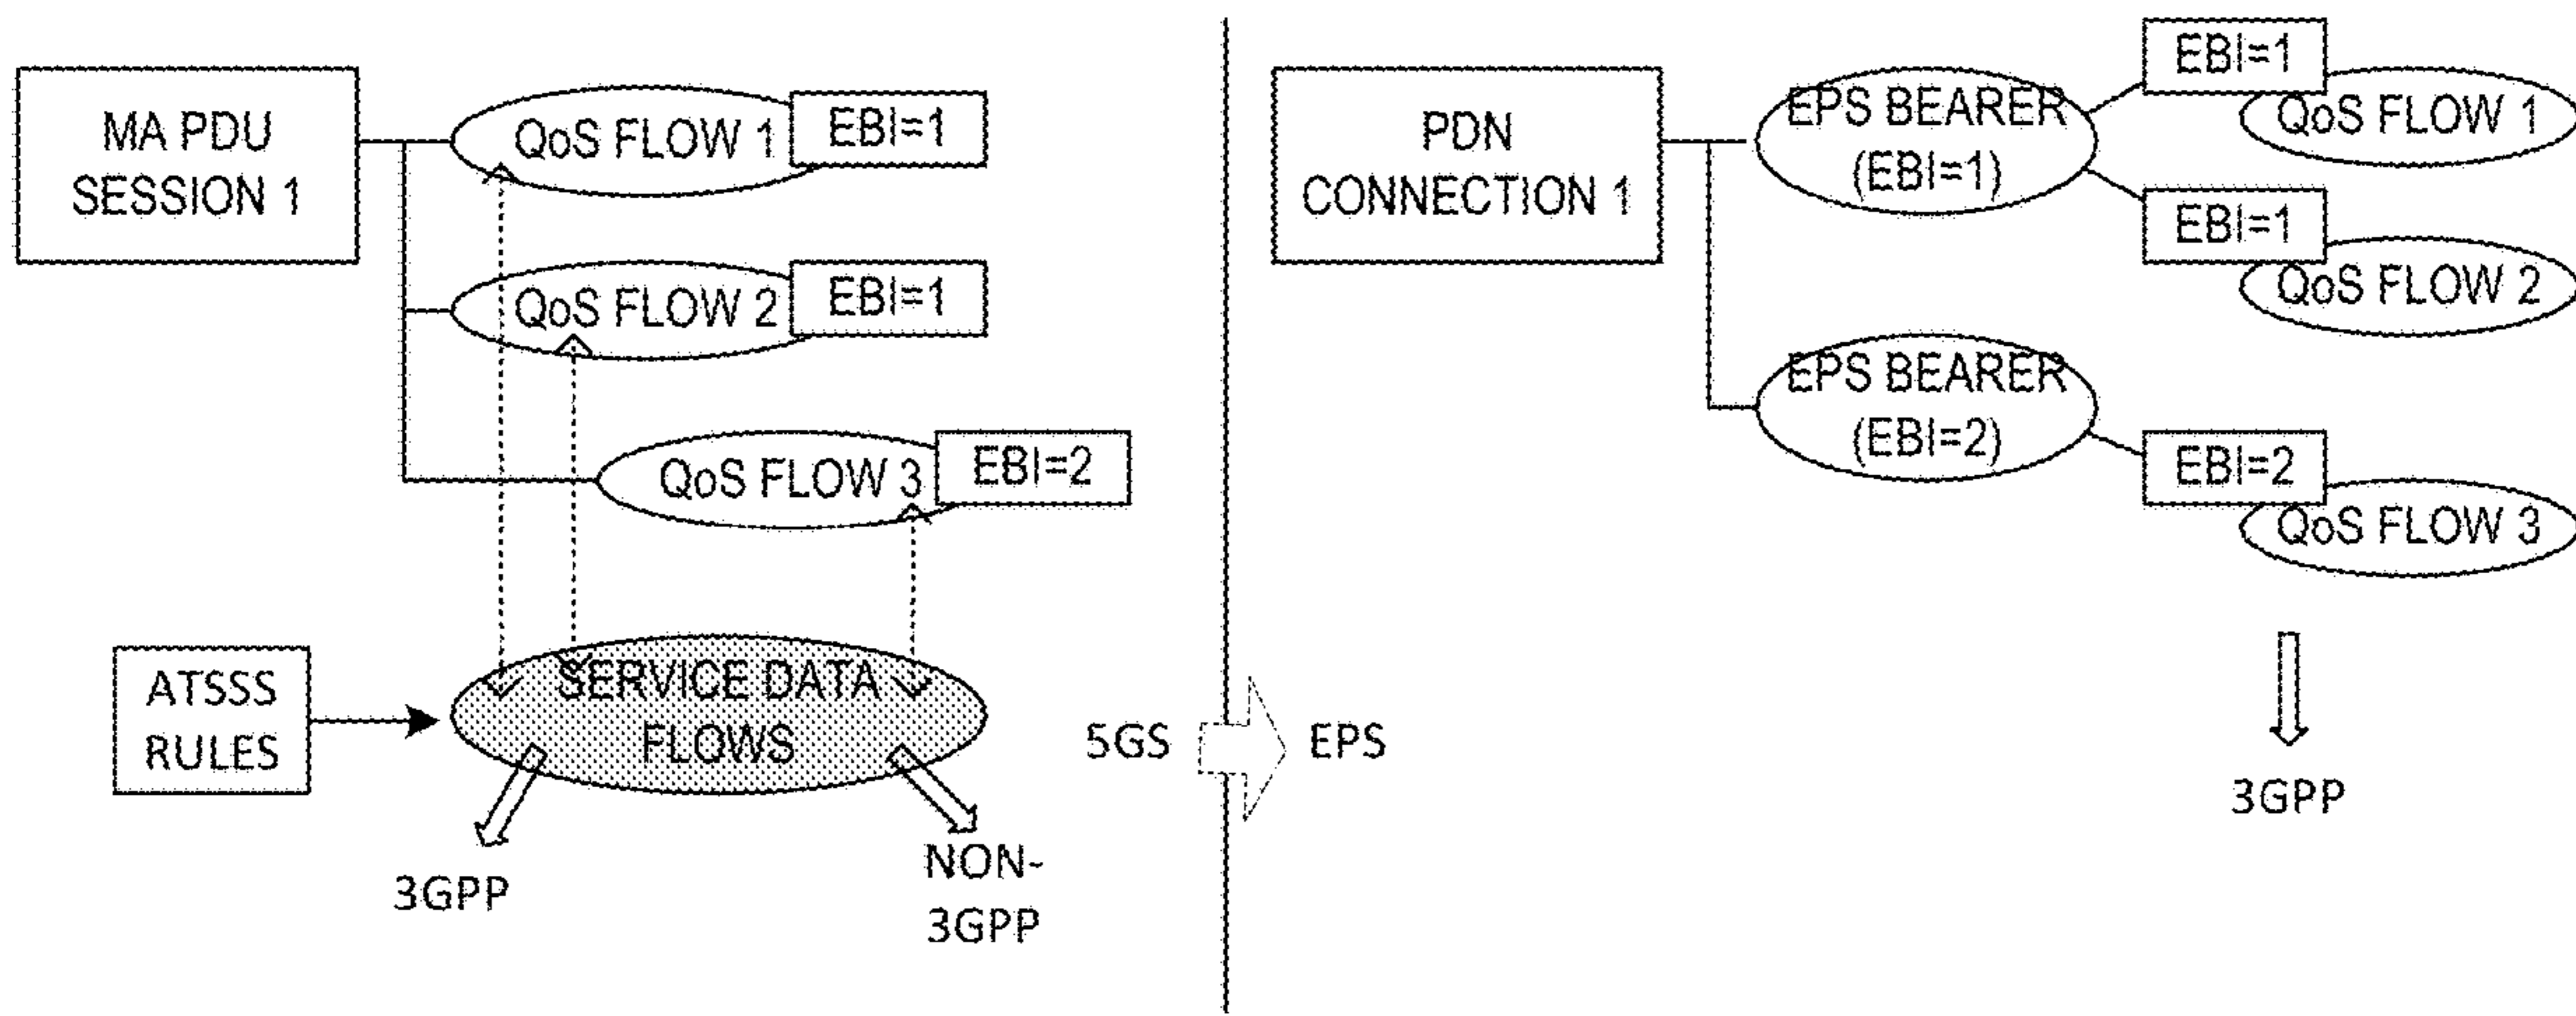 MA PDU
SESSION 1
QoS FLOW 1
EBI=1
QoS FLOW 2
EBI=1
QoS FLOW 3
EBI=2
ATSSS
RULES
SERVICE DATA
FLOWS
3GPP
NON-
3GPP
5GS
EPS
PDN
CONNECTION 1
EPS BEARER
(EBI=1)
EBI=1
QoS FLOW 1
EBI=1
QoS FLOW 2
EPS BEARER
(EBI=2)
EBI=2
QoS FLOW 3
3GPP